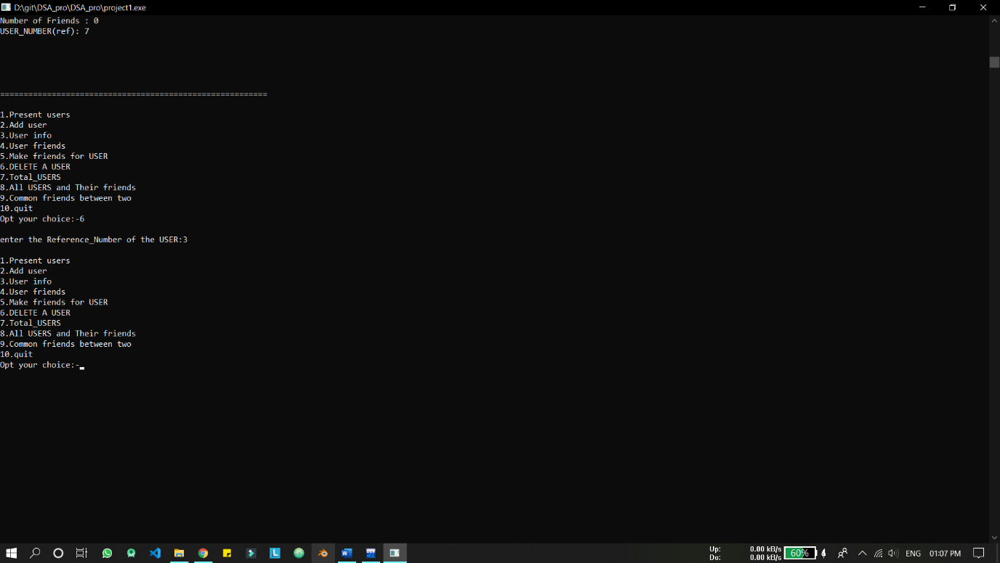 D:\git\DSA_pro\DSA_pro\project1.exe
Number of Friends : 0
USER_NUMBER(ref): 7
=========================================================
1.Present users
2.Add user
3.User info
4.User friends
5.Make friends for USER
6.DELETE A USER
7.Total_USERS
8.All USERS and Their friends
9.Common friends between two
10.quit
Opt your choice:-6
enter the Reference_Number of the USER:3
1.Present users
2.Add user
3.User info
4.User friends
5.Make friends for USER
6.DELETE A USER
7.Total_USERS
8.All USERS and Their friends
9.Common friends between two
10.quit
Opt your choice:-
Up: 0.00 kB/s
Do: 0.00 kB/s
60%
ENG
01:07 PM